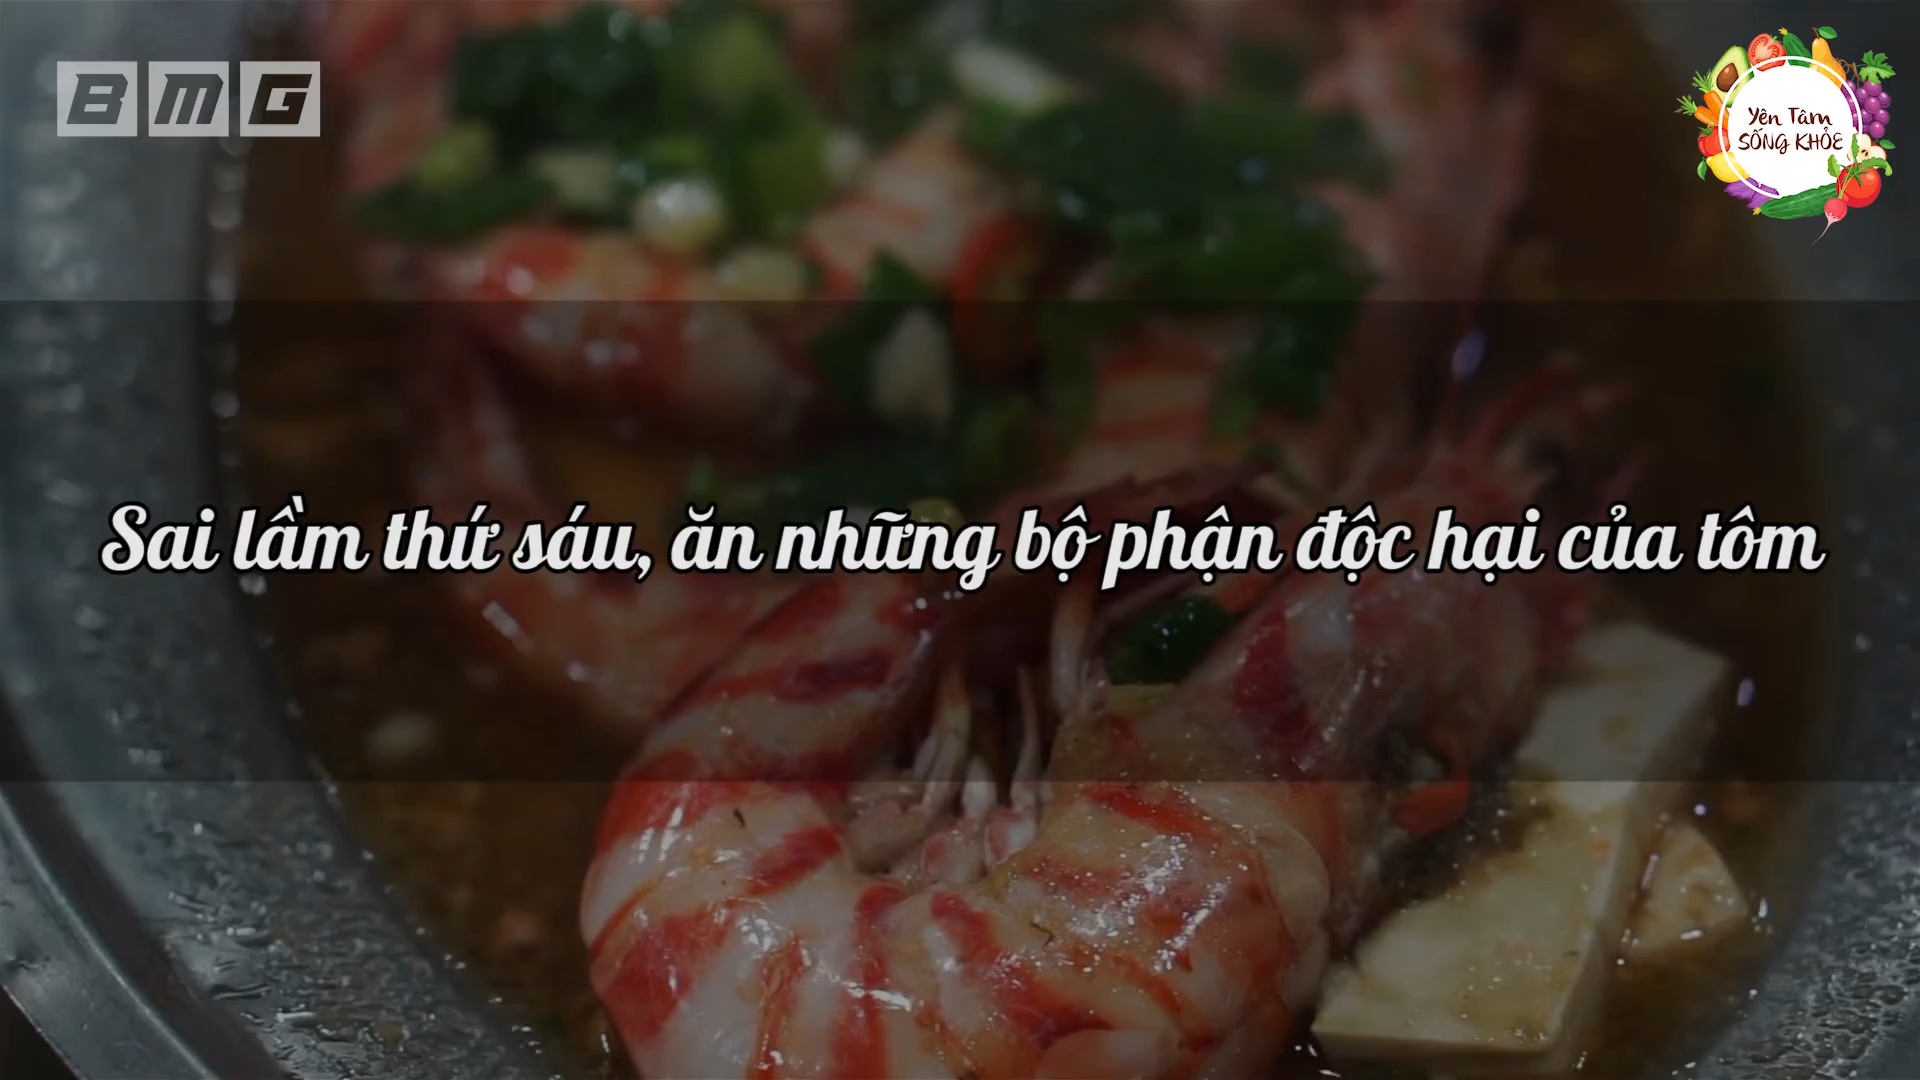 BMG
Yên Tâm
SỐNG KHỎE
Sai lầm thứ sáu, ăn những bộ phận độc hại của tôm